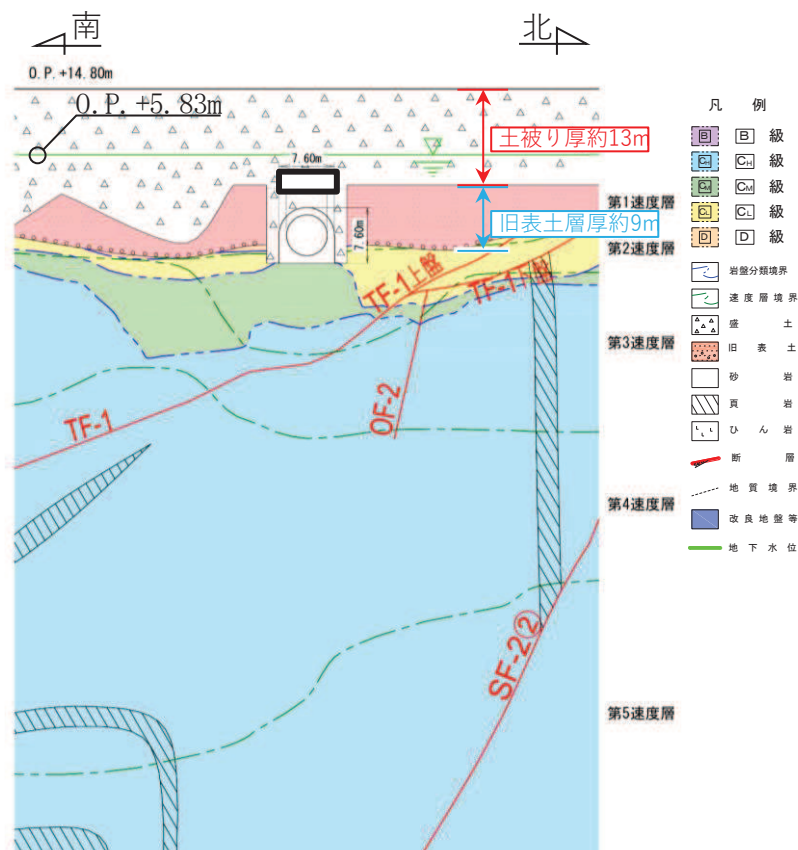 南
北
O.P.+14.80m
O.P.+5.83m
土被り厚約13m
7.60m
7.60m
旧表土層厚約9m
第1速度層
第2速度層
第3速度層
第4速度層
第5速度層
TF-1上盤
TF-1下盤
TF-1
OF-2
SF-2②
凡 例
B B 級
CH CH 級
CM CM 級
CL CL 級
D D 級
岩盤分類境界
速度層境界
盛土
旧表土
砂岩
頁岩
ひん岩
断層
地質境界
改良地盤等
地下水位